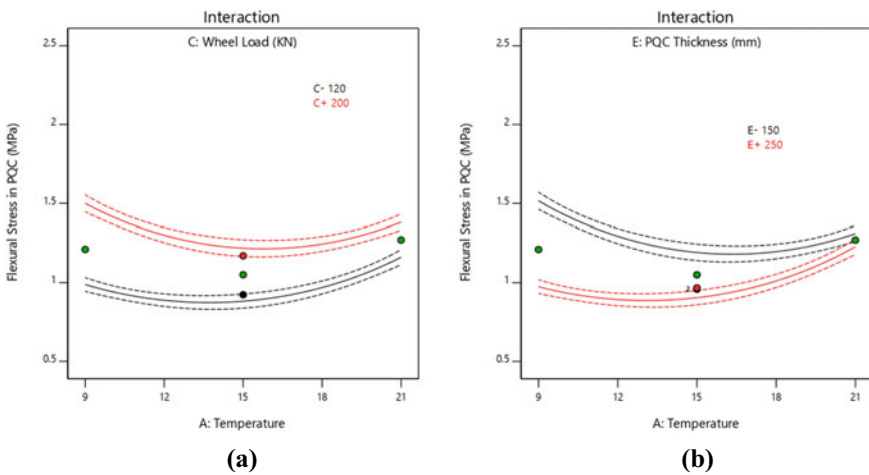 Interaction
C: Wheel Load (KN)
C- 120
C+ 200
Flexural Stress in PQC (MPa)
2.5
2
1.5
1
0.5
9
12
15
18
21
A: Temperature
(a)
Interaction
E: PQC Thickness (mm)
E- 150
E+ 250
Flexural Stress in PQC (MPa)
2.5
2
1.5
1
0.5
2
9
12
15
18
21
A: Temperature
(b)